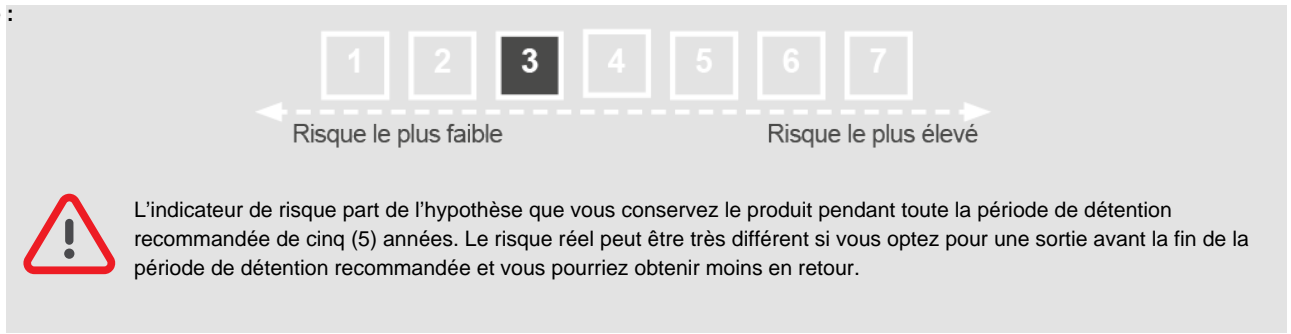 :
1 2 3 4 5 6 7
Risque le plus faible Risque le plus élevé
L'indicateur de risque part de l'hypothèse que vous conservez le produit pendant toute la période de détention
recommandée de cinq (5) années. Le risque réel peut être très différent si vous optez pour une sortie avant la fin de la
période de détention recommandée et vous pourriez obtenir moins en retour.